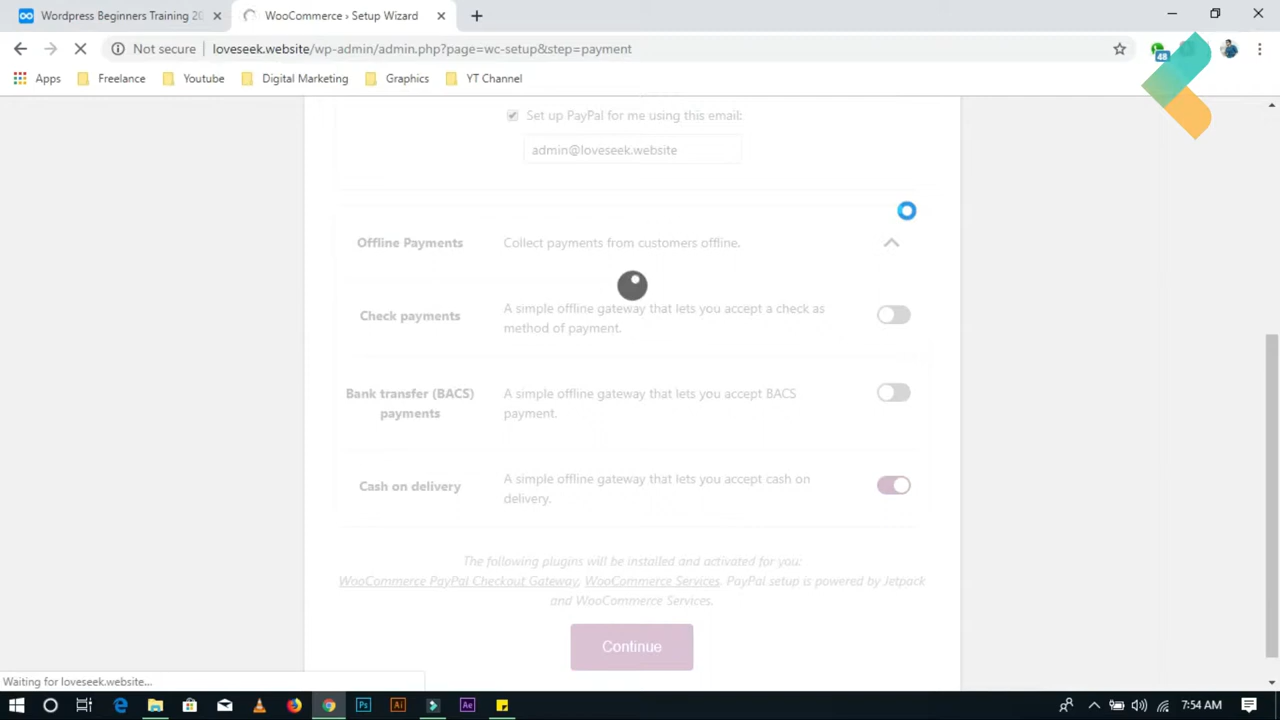 Wordpress Beginners Training 20
WooCommerce › Setup Wizard
Not secure
loveseek.website/wp-admin/admin.php?page=wc-setup&step=payment
48
Apps
Freelance
Youtube
Digital Marketing
Graphics
YT Channel
Set up PayPal for me using this email:
admin@loveseek.website
Offline Payments
Collect payments from customers offline.
Check payments
A simple offline gateway that lets you accept a check as
method of payment.
Bank transfer (BACS)
payments
A simple offline gateway that lets you accept BACS
payment.
Cash on delivery
A simple offline gateway that lets you accept cash on
delivery.
The following plugins will be installed and activated for you:
WooCommerce PayPal Checkout Gateway, WooCommerce Services. PayPal setup is powered by Jetpack
and WooCommerce Services.
Continue
Waiting for loveseek.website...
Ps
Ai
Ae
7:54 AM